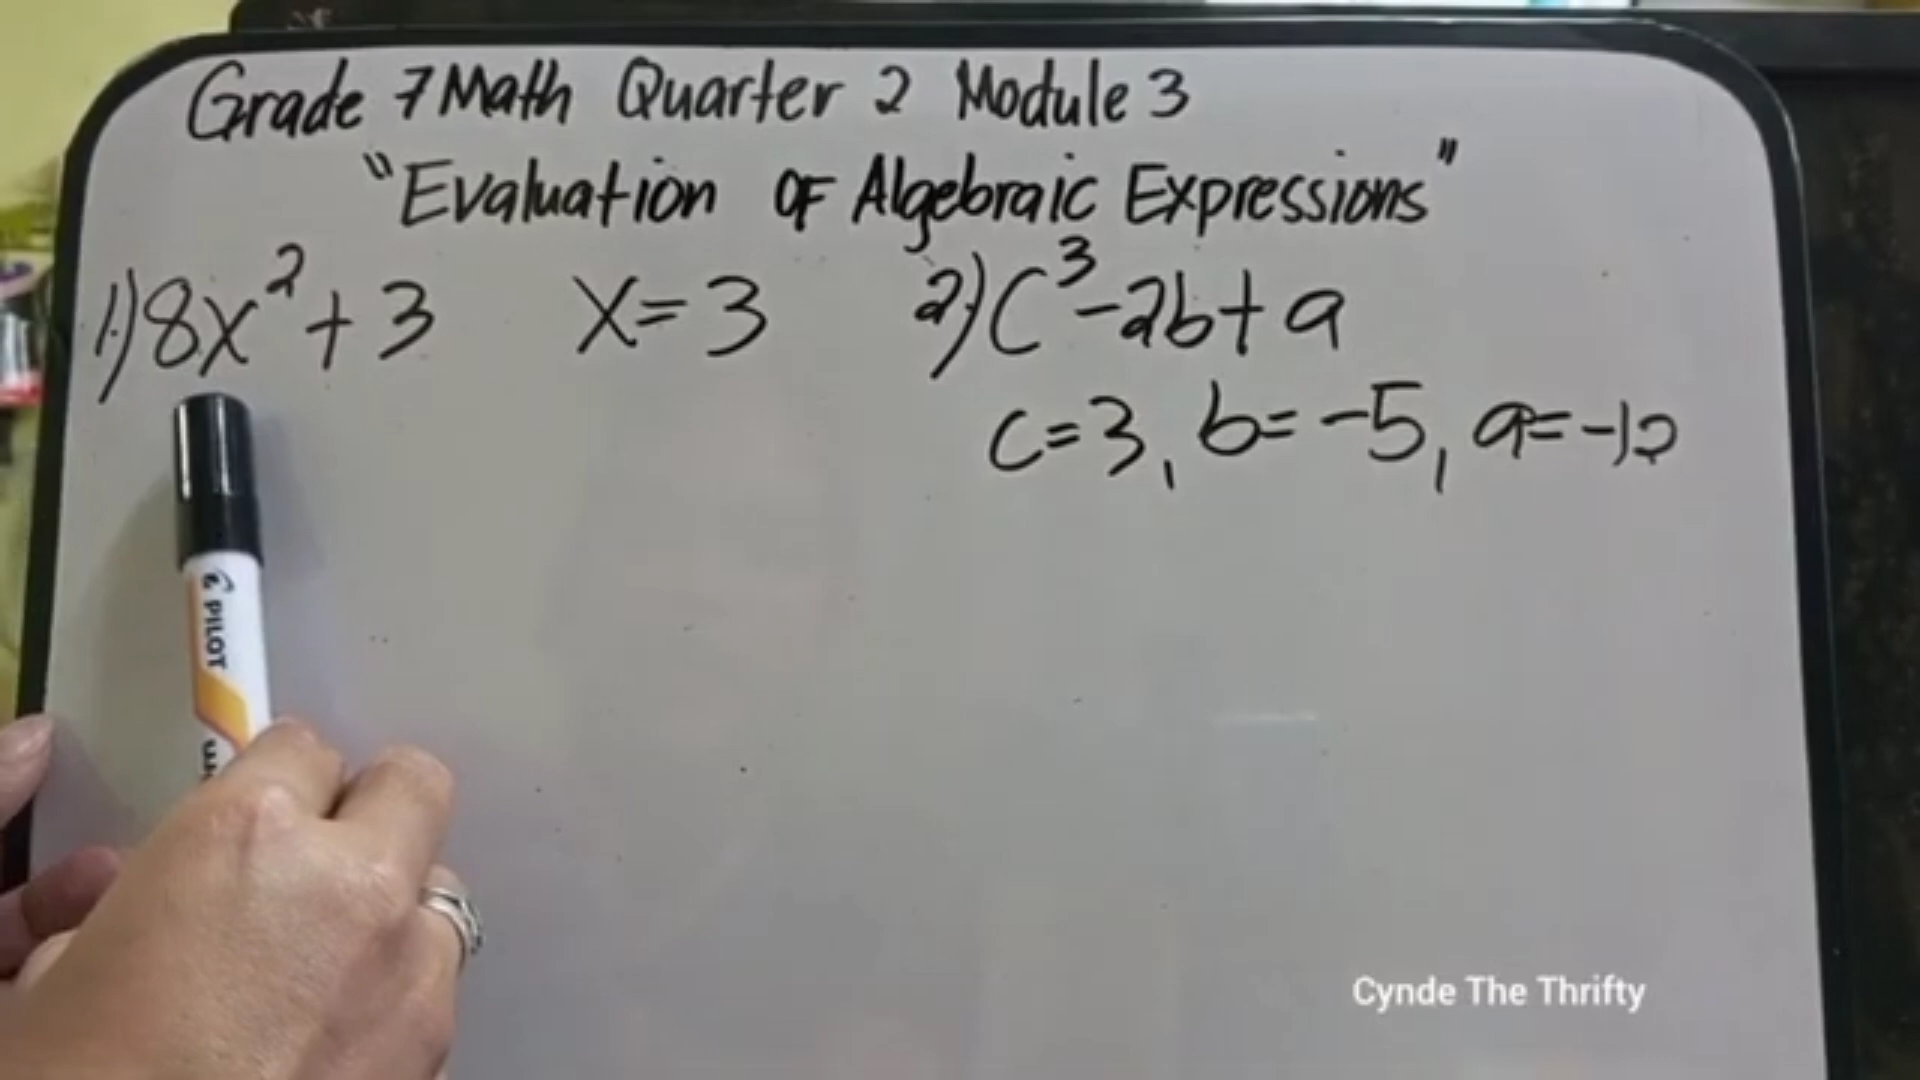 Grade 7 Math Quarter 2 Module 3
"Evaluation OF Algebraic Expressions"
1.) 8x² + 3 x = 3
2.) C³ - 2b + a
C = 3, b = -5, a = -12
PILOT
Cynde The Thrifty